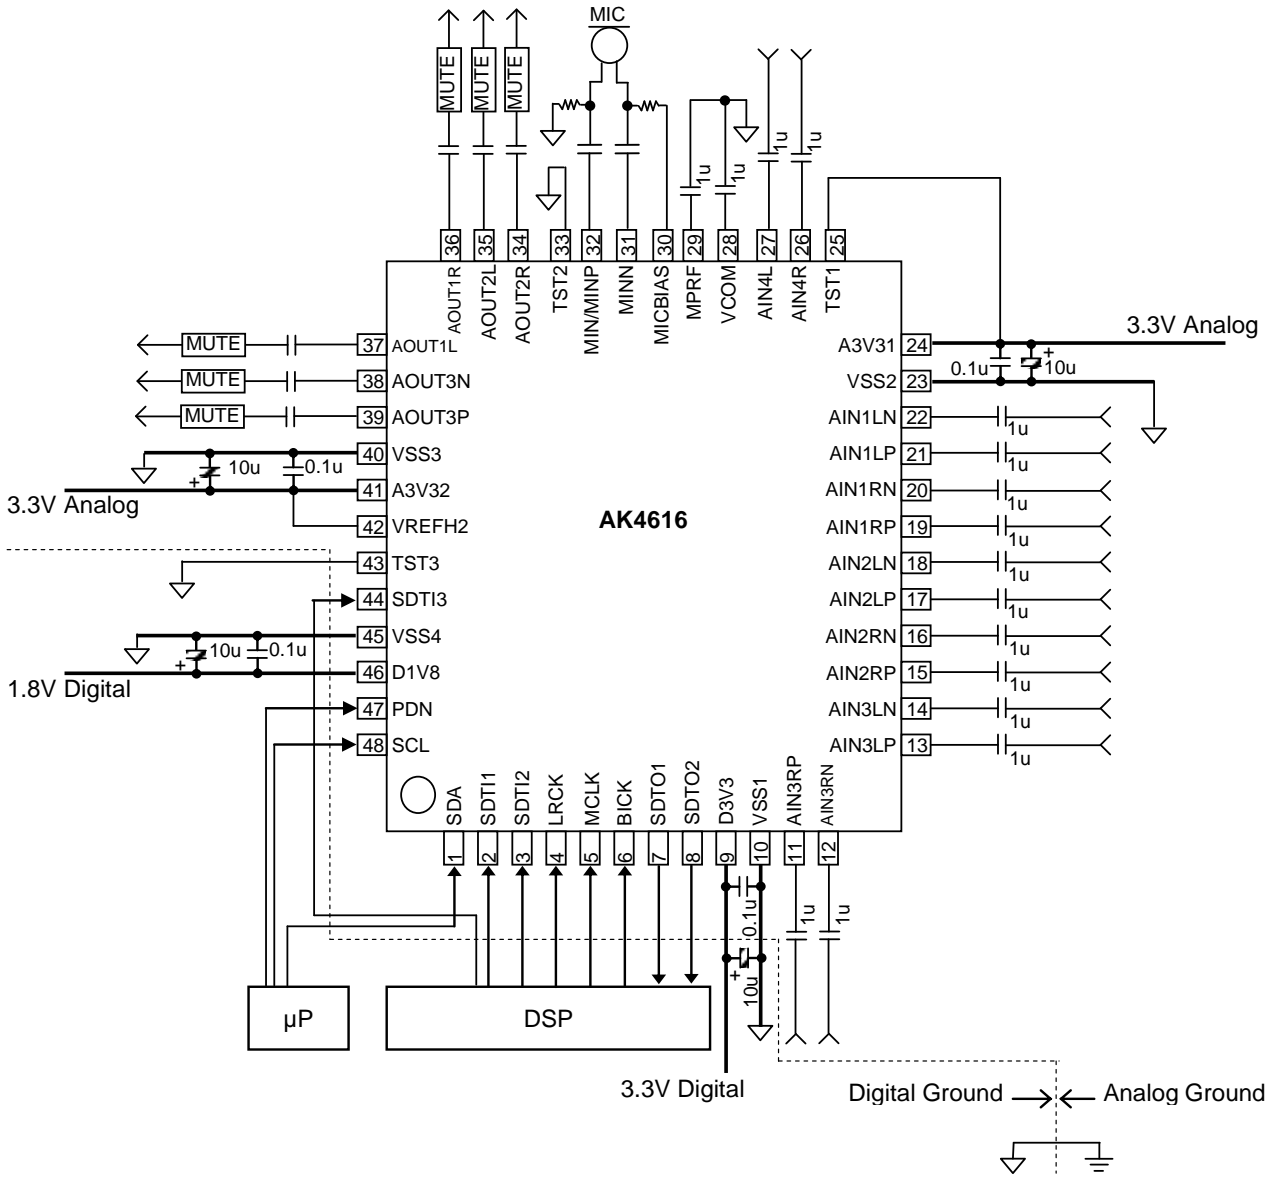 MIC
MUTE
MUTE
MUTE
1u
1u
1u
1u
36
35
34
33
32
31
30
29
28
27
26
25
AOUT1R
AOUT2L
AOUT2R
TST2
MIN/MINP
MINN
MICBIAS
MPRF
VCOM
AIN4L
AIN4R
TST1
MUTE
37 AOUT1L
MUTE
38 AOUT3N
MUTE
39 AOUT3P
40 VSS3
+ 10u
0.1u
3.3V Analog
41 A3V32
42 VREFH2
43 TST3
44 SDTI3
45 VSS4
+ 10u
0.1u
1.8V Digital
46 D1V8
47 PDN
48 SCL
AK4616
A3V31 24
3.3V Analog
0.1u
+ 10u
VSS2 23
AIN1LN 22
1u
AIN1LP 21
1u
AIN1RN 20
1u
AIN1RP 19
1u
AIN2LN 18
1u
AIN2LP 17
1u
AIN2RN 16
1u
AIN2RP 15
1u
AIN3LN 14
1u
AIN3LP 13
1u
SDA
SDTI1
SDTI2
LRCK
MCLK
BICK
SDTO1
SDTO2
D3V3
VSS1
AIN3RP
AIN3RN
1
2
3
4
5
6
7
8
9
10
11
12
0.1u
+ 10u
1u
1u
µP
DSP
3.3V Digital
Digital Ground
Analog Ground